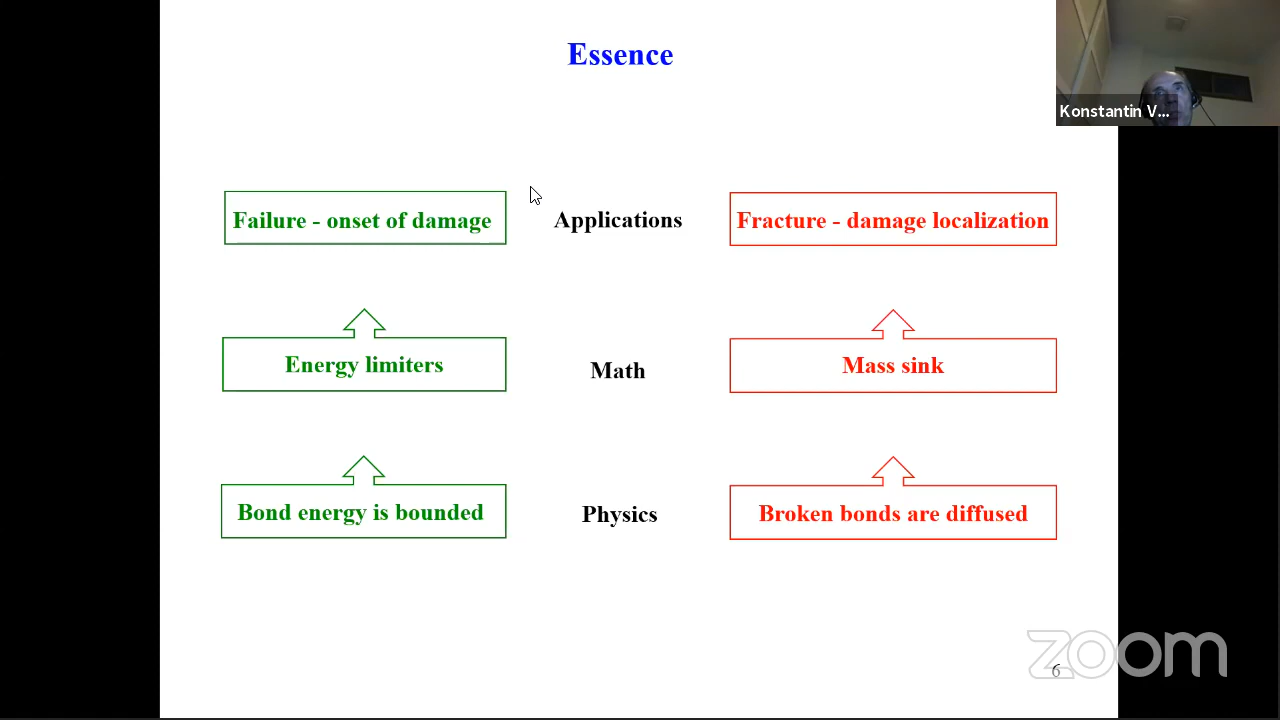 Essence
Konstantin V...
Failure - onset of damage
Applications
Fracture - damage localization
Energy limiters
Math
Mass sink
Bond energy is bounded
Physics
Broken bonds are diffused
zoom
6